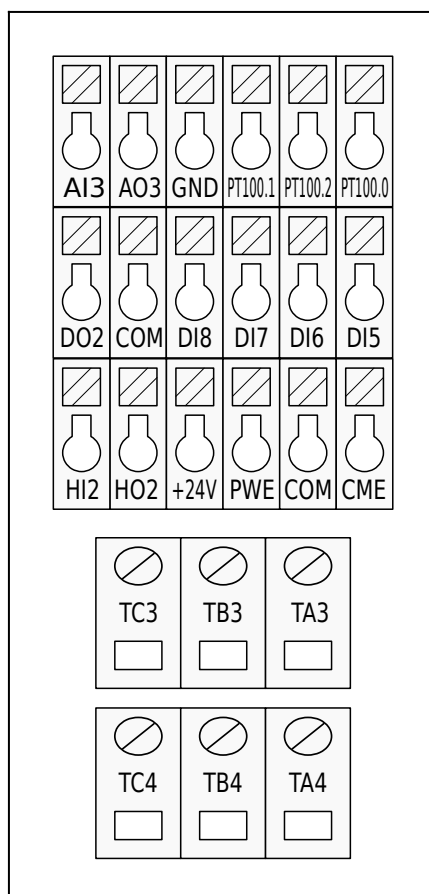 AI3 AO3 GND PT100.1 PT100.2 PT100.0
DO2 COM DI8 DI7 DI6 DI5
HI2 HO2 +24V PWE COM CME
TC3 TB3 TA3
TC4 TB4 TA4